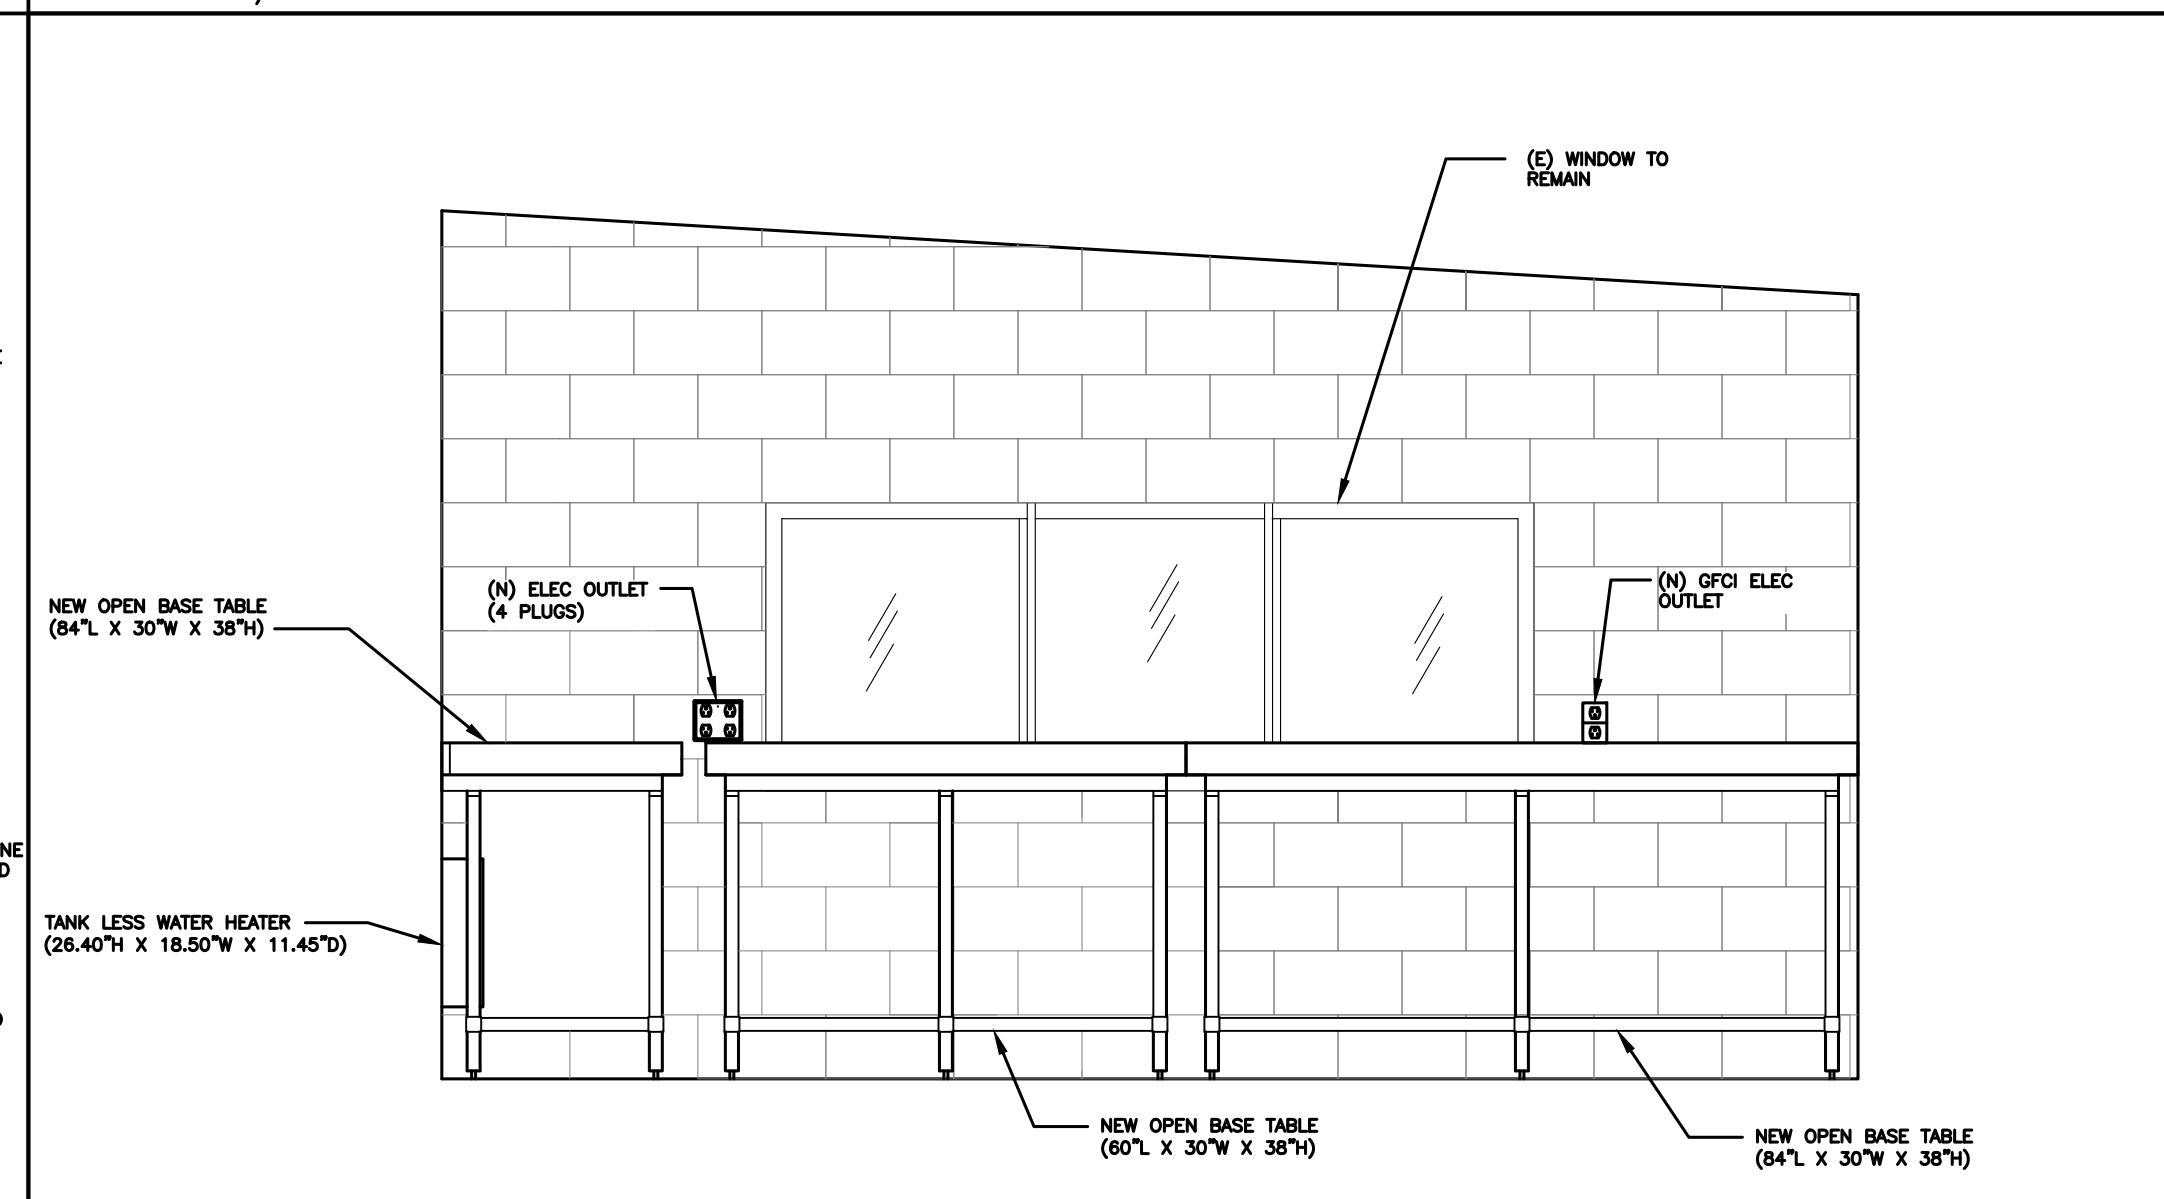 (E) WINDOW TO
REMAIN
(N) ELEC OUTLET
(4 PLUGS)
(N) GFCI ELEC
OUTLET
NEW OPEN BASE TABLE
(84"L X 30"W X 38"H)
NE
D
TANK LESS WATER HEATER
(26.40"H X 18.50"W X 11.45"D)
NEW OPEN BASE TABLE
(60"L X 30"W X 38"H)
NEW OPEN BASE TABLE
(84"L X 30"W X 38"H)